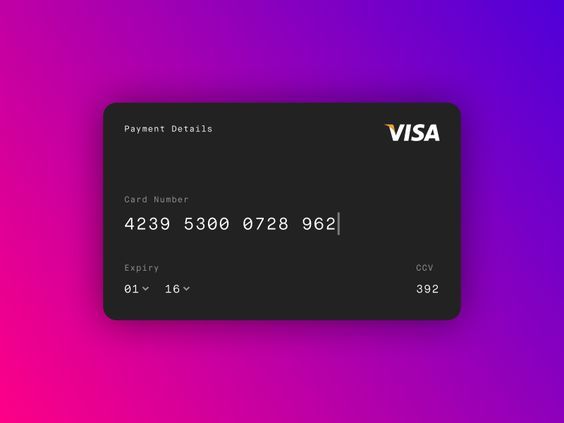 Payment Details
VISA
Card Number
4239 5300 0728 962
Expiry
CCV
01 16
392